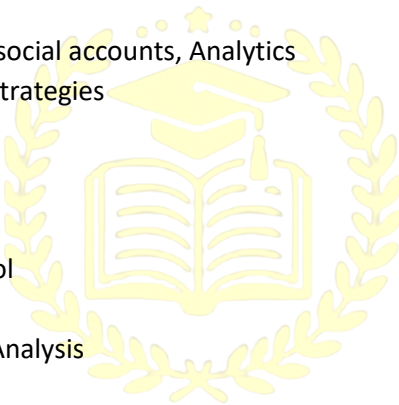 social accounts, Analytics
trategies
ol
Analysis